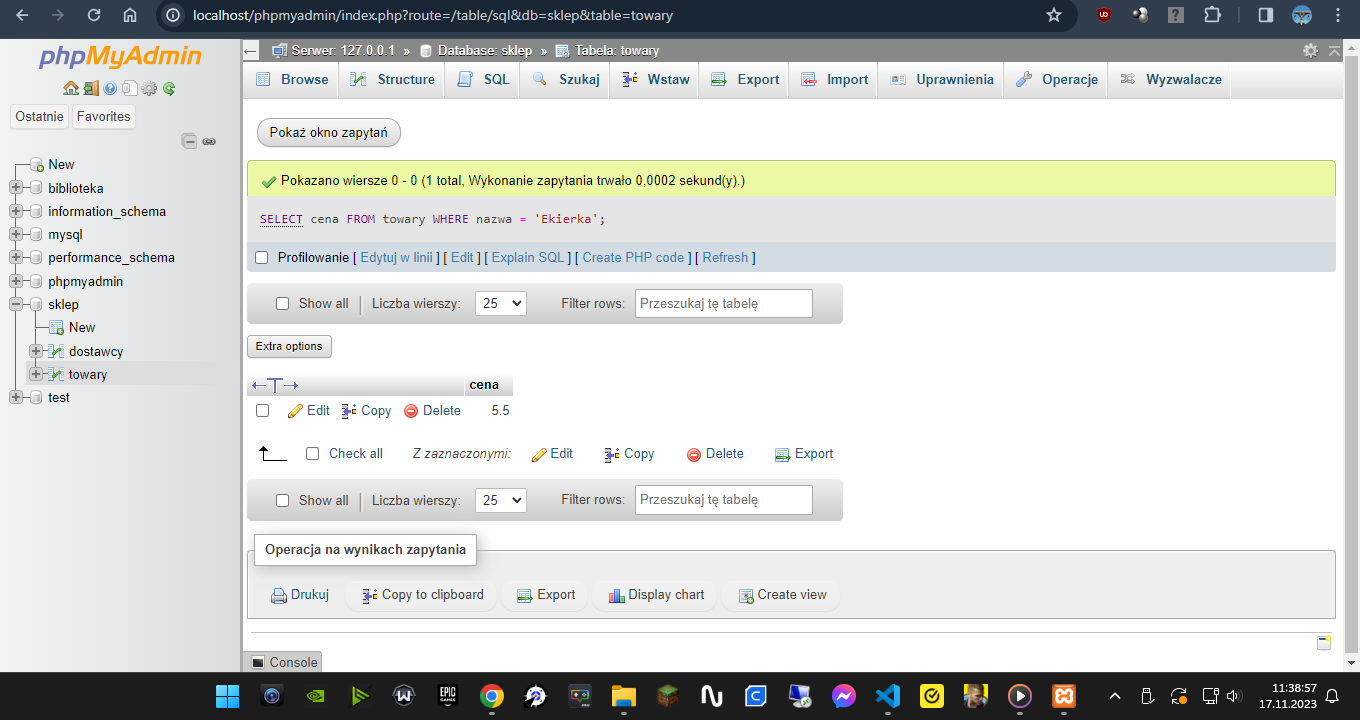 localhost/phpmyadmin/index.php?route=/table/sql&db=sklep&table=towary
phpMyAdmin
Ostatnie Favorites
New
biblioteka
information_schema
mysql
performance_schema
phpmyadmin
sklep
New
dostawcy
towary
test
Serwer: 127.0.0.1 » Database: sklep » Tabela: towary
Browse Structure SQL Szukaj Wstaw Export Import Uprawnienia Operacje Wyzwalacze
Pokaż okno zapytań
Pokazano wiersze 0 - 0 (1 total, Wykonanie zapytania trwało 0,0002 sekund(y).)
SELECT cena FROM towary WHERE nazwa = 'Ekierka';
Profilowanie [ Edytuj w linii ] [ Edit ] [ Explain SQL ] [ Create PHP code ] [ Refresh ]
Show all | Liczba wierszy: 25 Filter rows: Przeszukaj tę tabelę
Extra options
←T→ cena
Edit Copy Delete 5.5
Check all Z zaznaczonymi: Edit Copy Delete Export
Show all | Liczba wierszy: 25 Filter rows: Przeszukaj tę tabelę
Operacja na wynikach zapytania
Drukuj Copy to clipboard Export Display chart Create view
Console
EPIC GAMES
11:38:57
17.11.2023